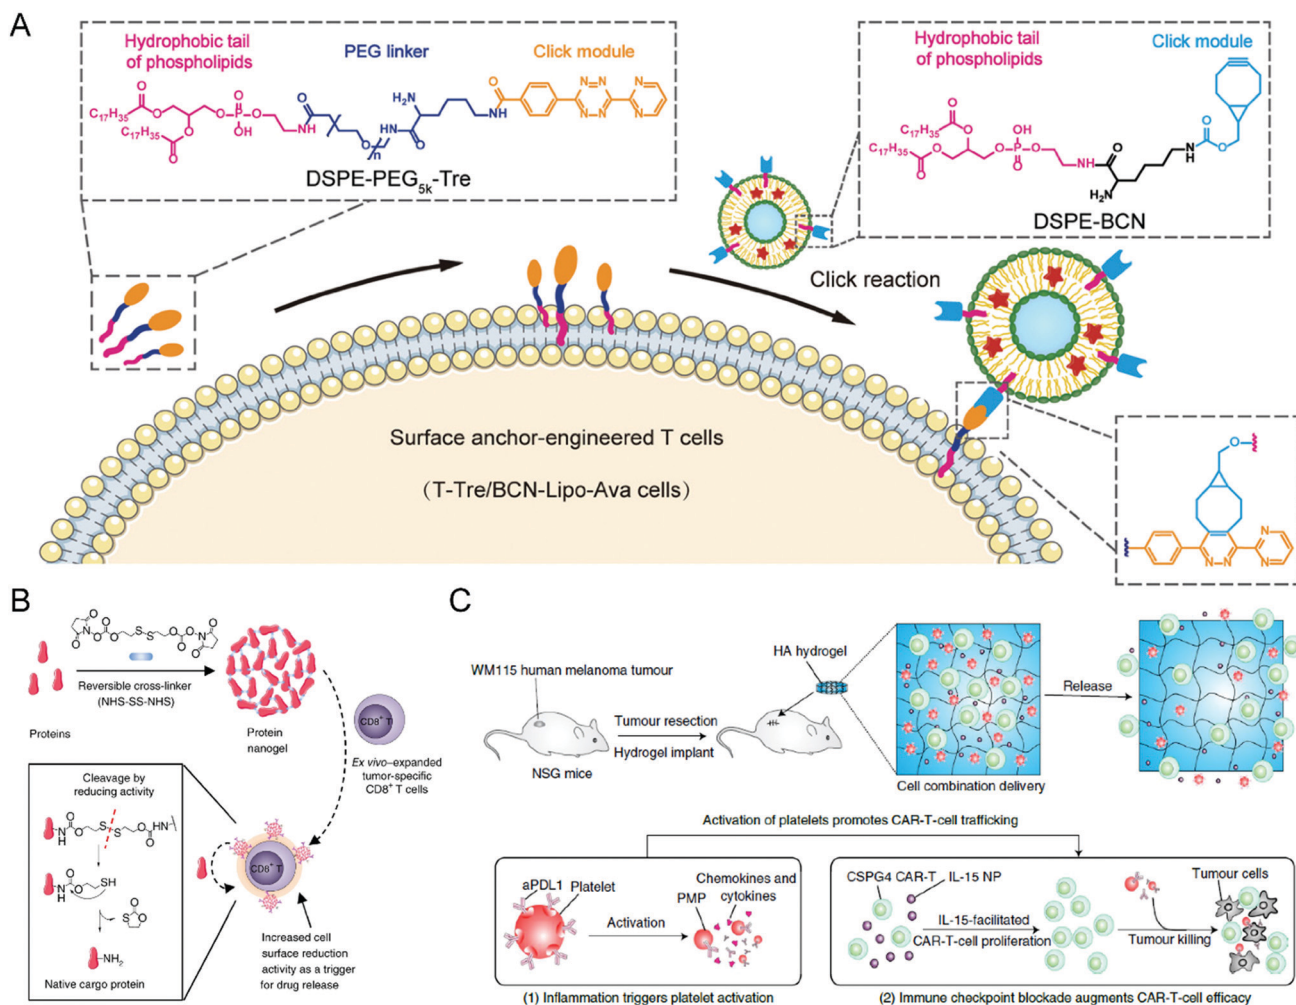 A
Hydrophobic tail
of phospholipids
PEG linker
Click module
C17H35
O
O
O
O
C17H35
O
O
O
P
OH
O
N
H
O
O
n
HN
H2N
O
H
N
O
N
N
N
N
N
N
DSPE-PEG5k-Tre
Hydrophobic tail
of phospholipids
Click module
C17H35
O
O
C17H35
O
O
O
OH
P
O
O
N
H
O
H2N
H
N
O
O
DSPE-BCN
Click reaction
Surface anchor-engineered T cells
(T-Tre/BCN-Lipo-Ava cells)
O
N
N
N
N
B
Reversible cross-linker
(NHS-SS-NHS)
Proteins
Protein
nanogel
CD8+ T
Ex vivo–expanded
tumor-specific
CD8+ T cells
Cleavage by
reducing activity
SH
NH2
Native cargo protein
CD8+ T
Increased cell
surface reduction
activity as a trigger
for drug release
C
WM115 human melanoma tumour
NSG mice
Tumour resection
Hydrogel implant
HA hydrogel
Cell combination delivery
Release
Activation of platelets promotes CAR-T-cell trafficking
aPDL1
Platelet
Activation
Chemokines and
cytokines
PMP
(1) Inflammation triggers platelet activation
CSPG4 CAR-T
IL-15 NP
IL-15-facilitated
CAR-T-cell proliferation
Tumour killing
Tumour cells
(2) Immune checkpoint blockade augments CAR-T-cell efficacy